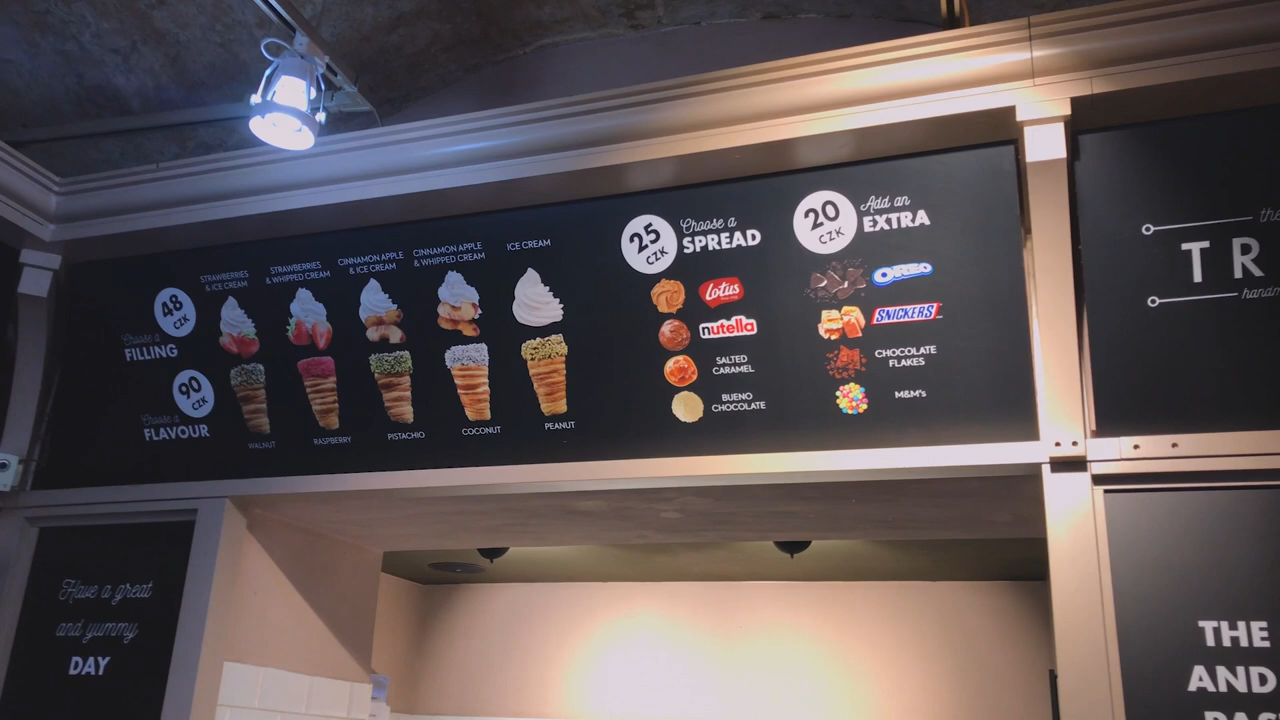 STRAWBERRIES
& ICE CREAM
STRAWBERRIES
& WHIPPED CREAM
CINNAMON APPLE
& ICE CREAM
CINNAMON APPLE
& WHIPPED CREAM
ICE CREAM
48
CZK
Choose a
FILLING
90
CZK
Choose a
FLAVOUR
WALNUT
RASPBERRY
PISTACHIO
COCONUT
PEANUT
25
CZK
Choose a
SPREAD
Lotus
nutella
SALTED
CARAMEL
BUENO
CHOCOLATE
20
CZK
Add an
EXTRA
OREO
SNICKERS
CHOCOLATE
FLAKES
M&M's
Have a great
and yummy
DAY
TR
THE
AND